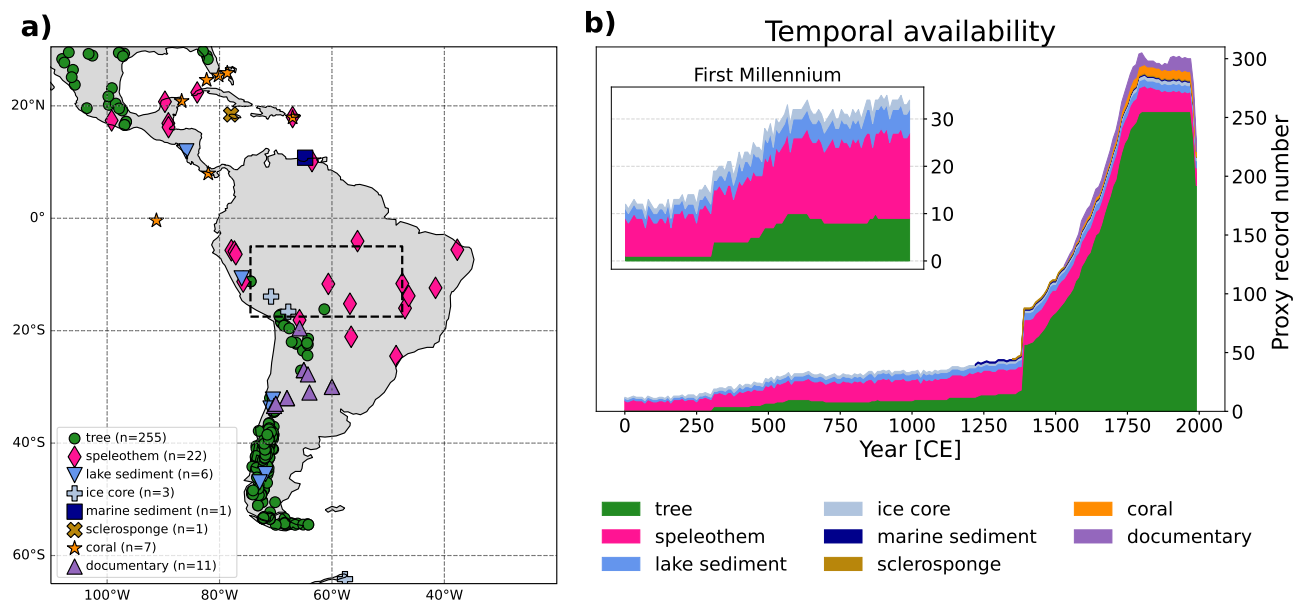 a)
20°N
0°
20°S
40°S
60°S
100°W
80°W
60°W
40°W
tree (n=255)
speleothem (n=22)
lake sediment (n=6)
ice core (n=3)
marine sediment (n=1)
sclerosponge (n=1)
coral (n=7)
documentary (n=11)
b)
Temporal availability
First Millennium
30
20
10
0
300
250
200
150
100
50
0
Proxy record number
0
250
500
750
1000
1250
1500
1750
2000
Year [CE]
tree
speleothem
lake sediment
ice core
marine sediment
sclerosponge
coral
documentary